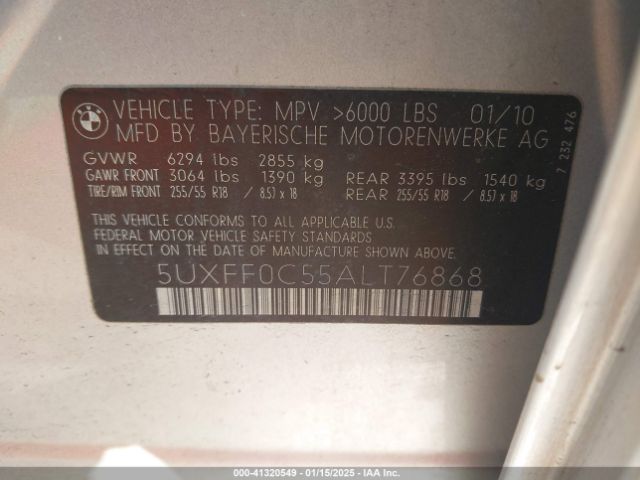 BMW
VEHICLE TYPE: MPV >6000 LBS 01/10
MFD BY BAYERISCHE MOTORENWERKE AG
GVWR 6294 lbs 2855 kg
GAWR FRONT 3064 lbs 1390 kg REAR 3395 lbs 1540 kg
TIRE/RIM FRONT 255/55 R18 / 8.5J x 18 REAR 255/55 R18 / 8.5J x 18
THIS VEHICLE CONFORMS TO ALL APPLICABLE U.S.
FEDERAL MOTOR VEHICLE SAFETY STANDARDS
IN EFFECT ON THE DATE OF MANUFACTURE SHOWN ABOVE.
5UXFF0C55ALT76868
7 232 476
000-41320549 - 01/15/2025 - IAA Inc.